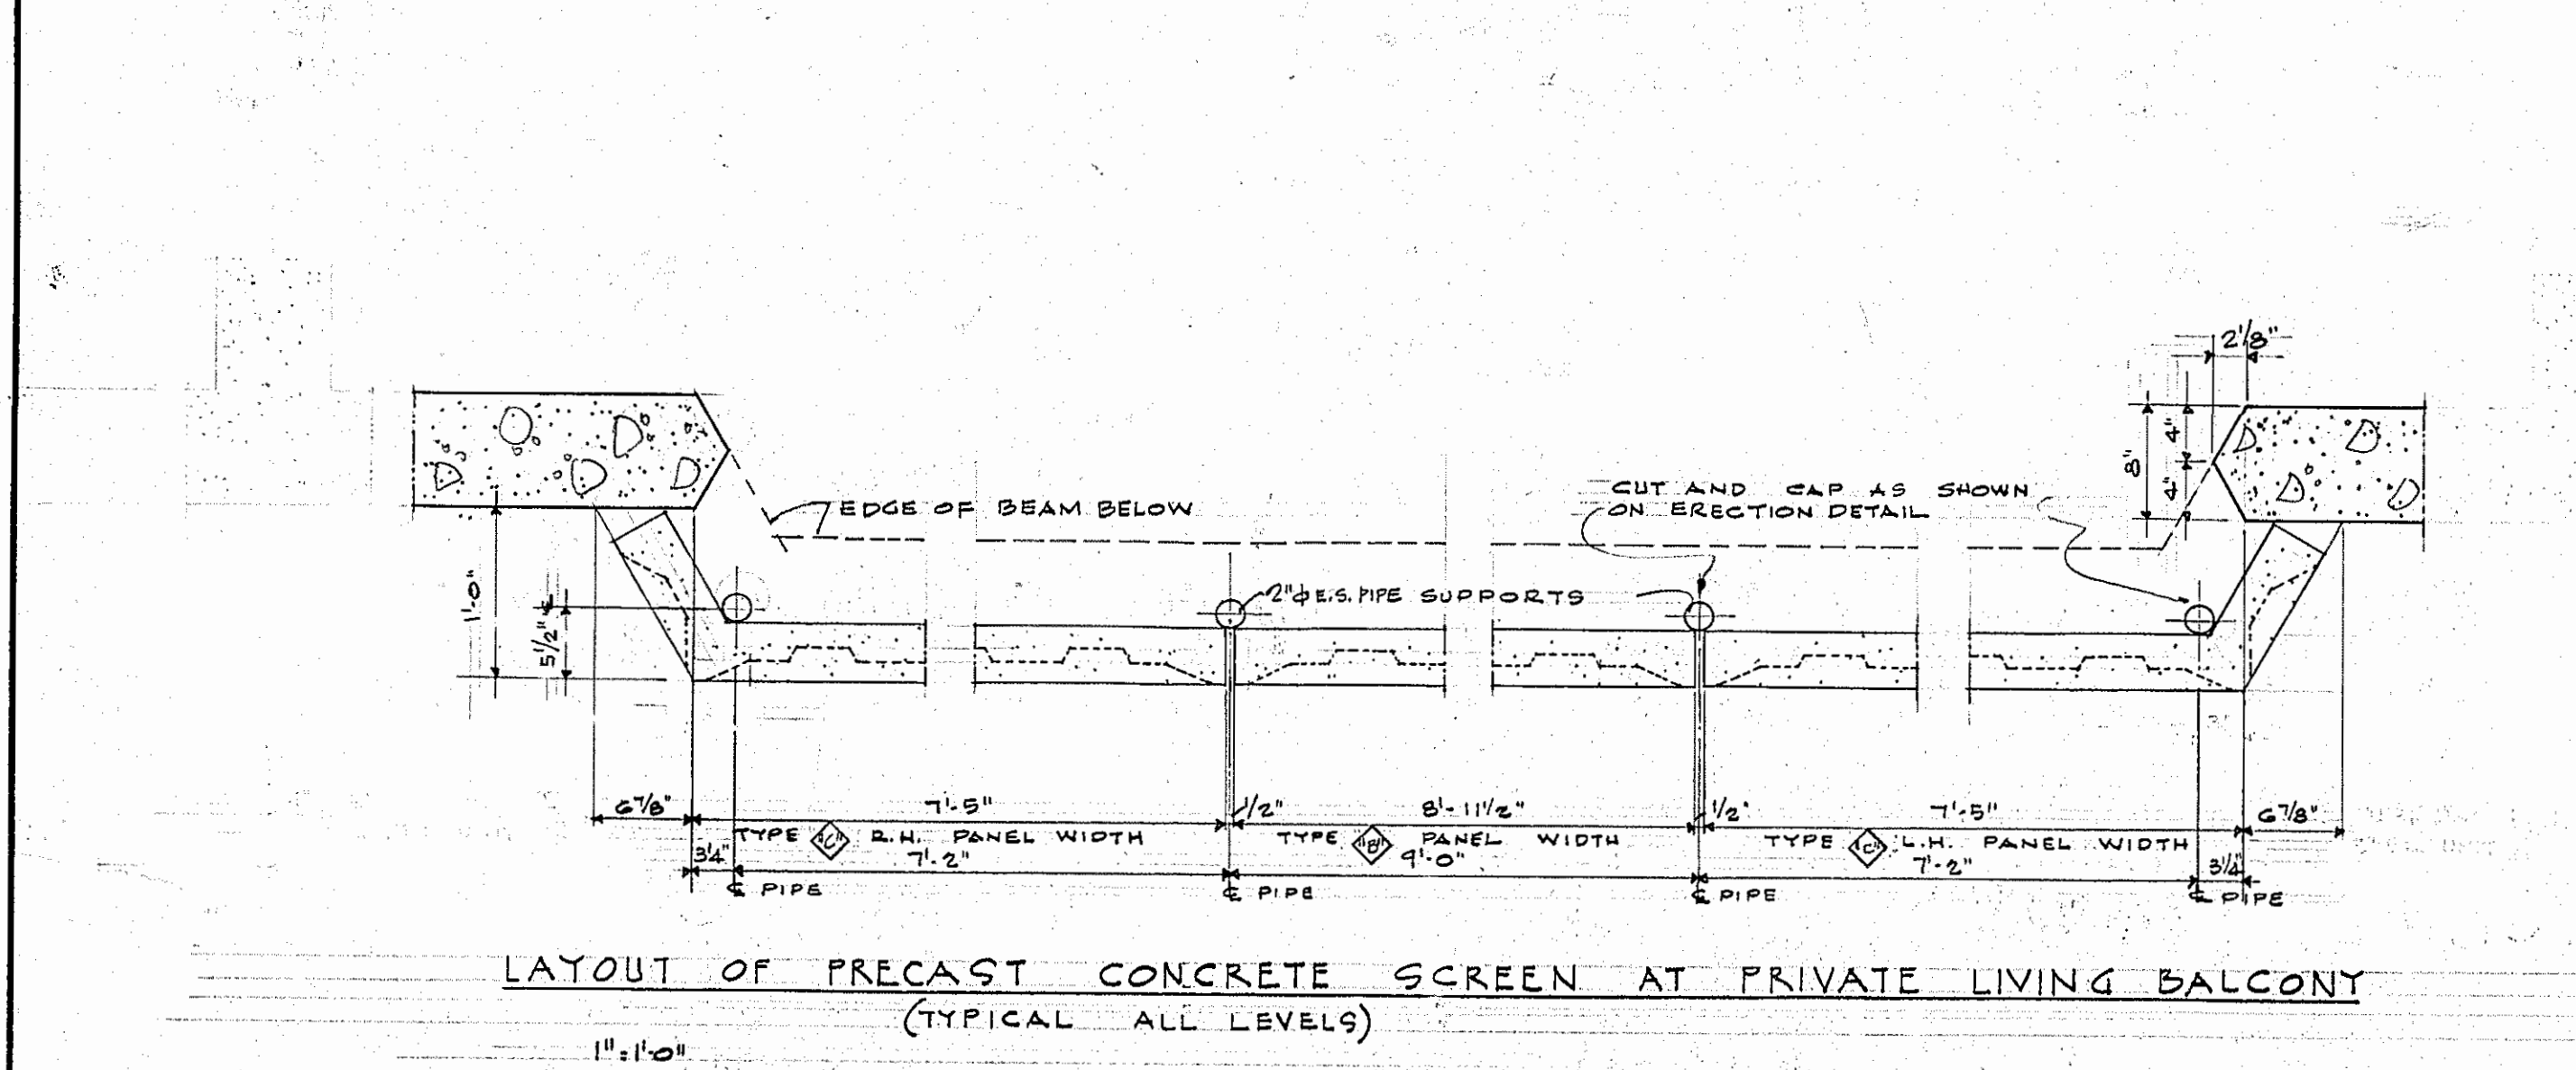 2 1/8"
4"
8"
4"
EDGE OF BEAM BELOW
CUT AND CAP AS SHOWN
ON ERECTION DETAIL
1'-0"
5 1/2"
2"φ E.S. PIPE SUPPORTS
6 7/8"
7'-5"
1/2"
8'-11 1/2"
1/2"
7'-5"
6 7/8"
TYPE "C" R.H. PANEL WIDTH
TYPE "B" PANEL WIDTH
TYPE "C" L.H. PANEL WIDTH
3 1/4"
7'-2"
9'-0"
7'-2"
3 1/4"
℄ PIPE
℄ PIPE
℄ PIPE
℄ PIPE
LAYOUT OF PRECAST CONCRETE SCREEN AT PRIVATE LIVING BALCONY
(TYPICAL ALL LEVELS)
1"=1'-0"